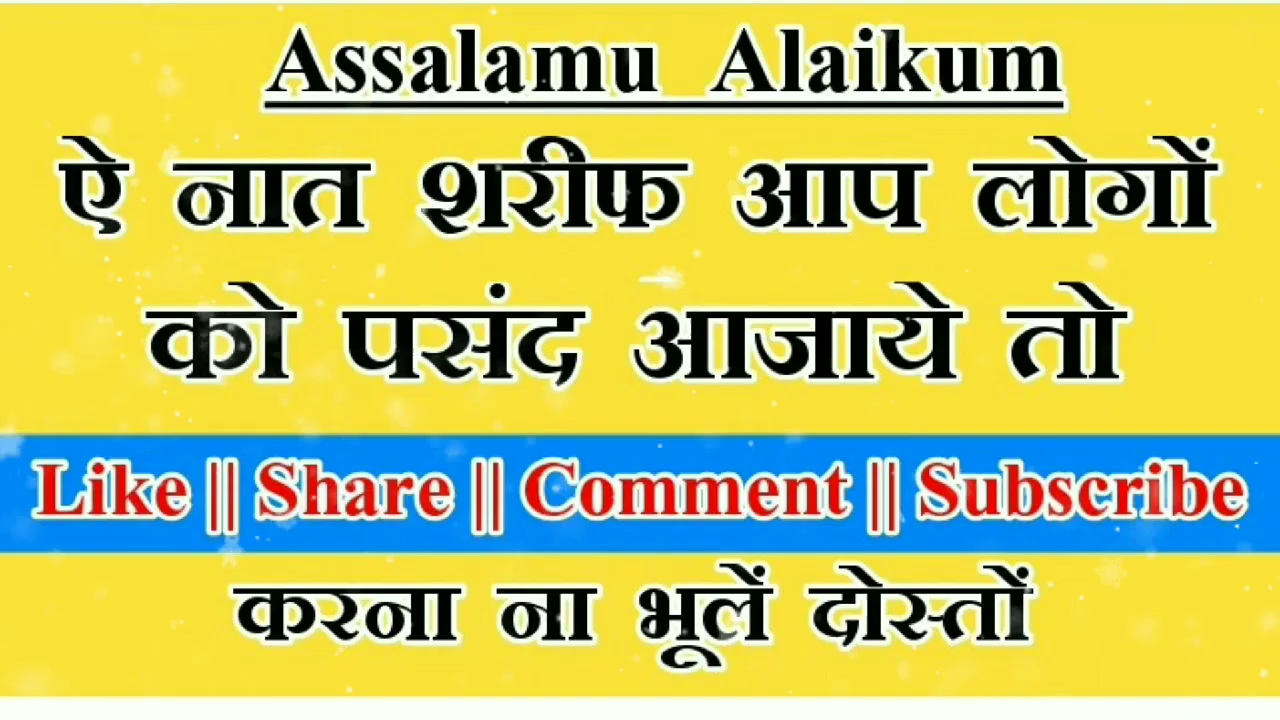 Assalamu Alaikum
ऐ नात शरीफ आप लोगों
को पसंद आजाये तो
Like || Share || Comment || Subscribe
करना ना भूलें दोस्तों